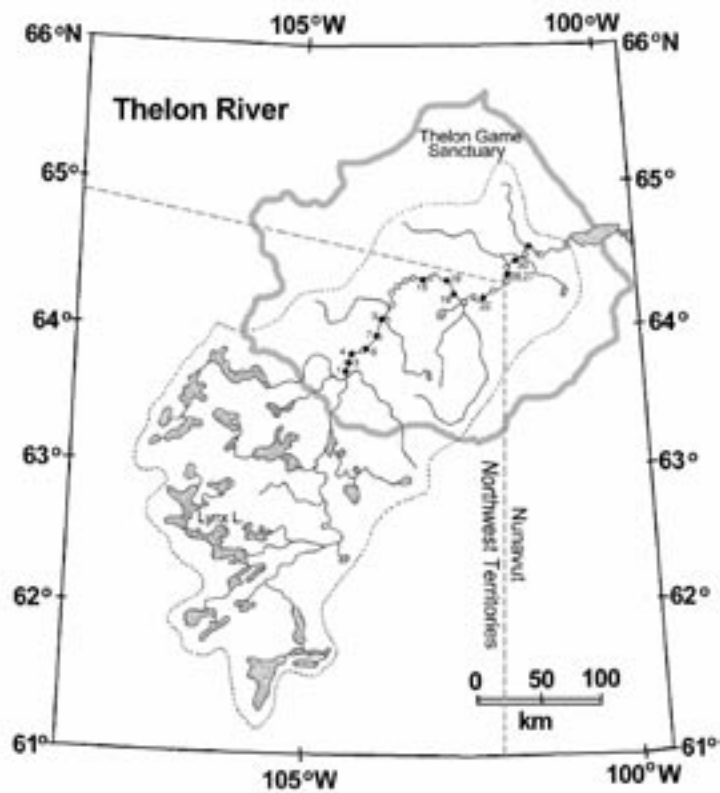 105°W
100°W
66°N
66°N
Thelon River
Thelon Game
Sanctuary
65°
65°
64°
64°
63°
63°
Lynx L.
Northwest Territories
Nunavut
62°
62°
0 50 100
km
61°
61°
105°W
100°W